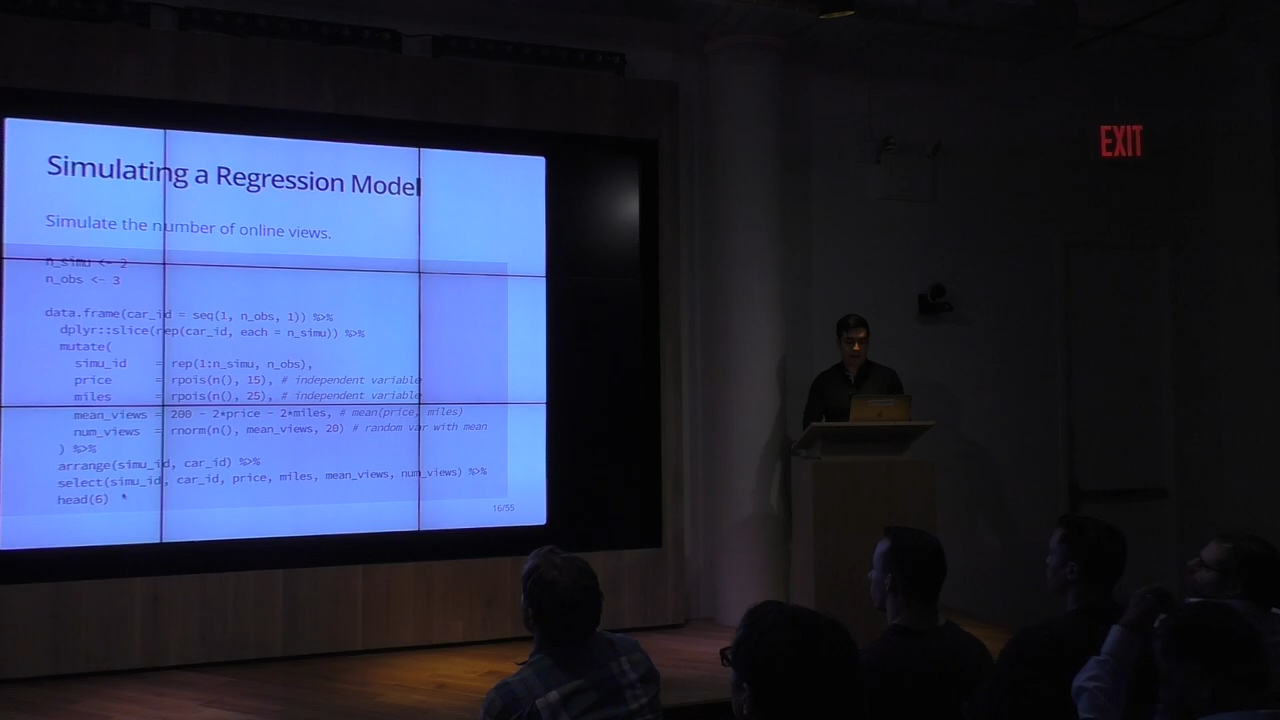 Simulating a Regression Model
Simulate the number of online views.
n_simu <- 2
n_obs <- 3
data.frame(car_id = seq(1, n_obs, 1)) %>%
dplyr::slice(rep(car_id, each = n_simu)) %>%
mutate(
simu_id = rep(1:n_simu, n_obs),
price = rpois(n(), 15), # independent variable
miles = rpois(n(), 25), # independent variable
mean_views = 200 - 2*price - 2*miles, # mean(price, miles)
num_views = rnorm(n(), mean_views, 20) # random var with mean
) %>%
arrange(simu_id, car_id) %>%
select(simu_id, car_id, price, miles, mean_views, num_views) %>%
head(6)
16/55
EXIT